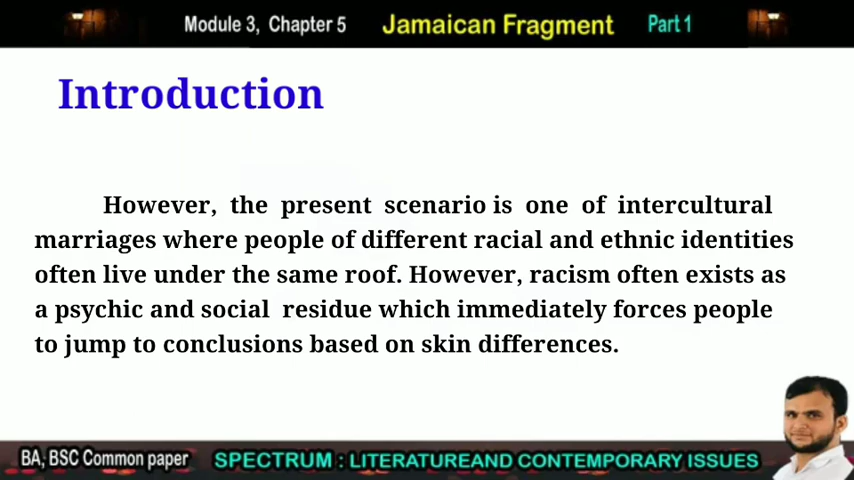 Module 3, Chapter 5 Jamaican Fragment Part 1
Introduction
However, the present scenario is one of intercultural
marriages where people of different racial and ethnic identities
often live under the same roof. However, racism often exists as
a psychic and social residue which immediately forces people
to jump to conclusions based on skin differences.
BA, BSC Common paper SPECTRUM : LITERATUREAND CONTEMPORARY ISSUES